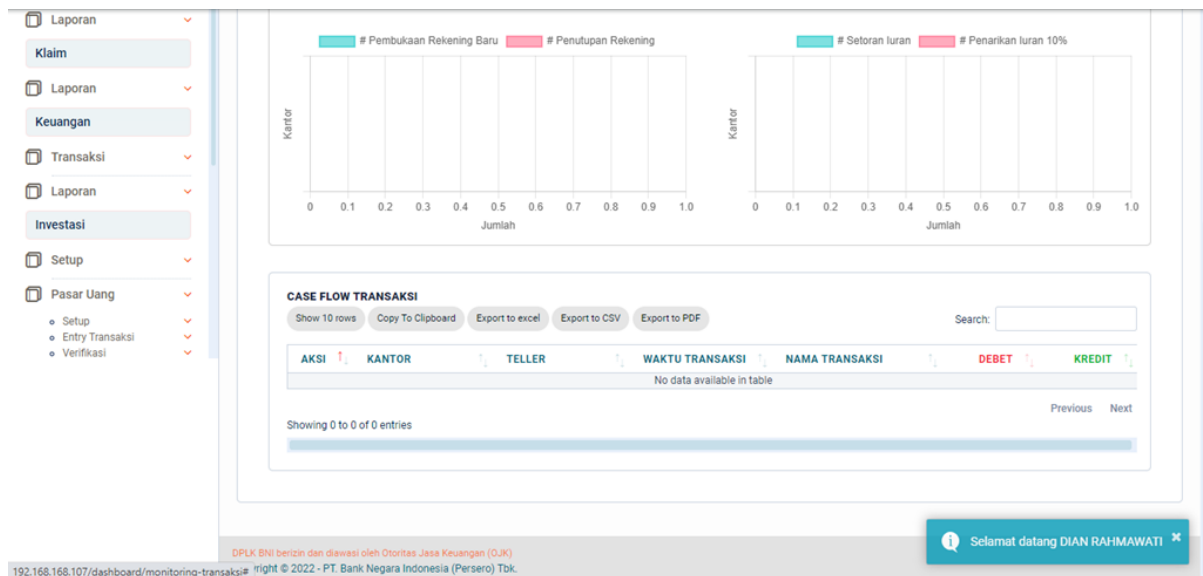 Laporan
Klaim
Laporan
Keuangan
Transaksi
Laporan
Investasi
Setup
Pasar Uang
Setup
Entry Transaksi
Verifikasi
# Pembukaan Rekening Baru # Penutupan Rekening
Kantor
0 0.1 0.2 0.3 0.4 0.5 0.6 0.7 0.8 0.9 1.0
Jumlah
# Setoran Iuran # Penarikan Iuran 10%
Kantor
0 0.1 0.2 0.3 0.4 0.5 0.6 0.7 0.8 0.9 1.0
Jumlah
CASE FLOW TRANSAKSI
Show 10 rows Copy To Clipboard Export to excel Export to CSV Export to PDF Search:
AKSI KANTOR TELLER WAKTU TRANSAKSI NAMA TRANSAKSI DEBET KREDIT
No data available in table
Previous Next
Showing 0 to 0 of 0 entries
Selamat datang DIAN RAHMAWATI ×
DPLK BNI berizin dan diawasi oleh Otoritas Jasa Keuangan (OJK)
right © 2022 - PT. Bank Negara Indonesia (Persero) Tbk.
192.168.168.107/dashboard/monitoring-transaksi#